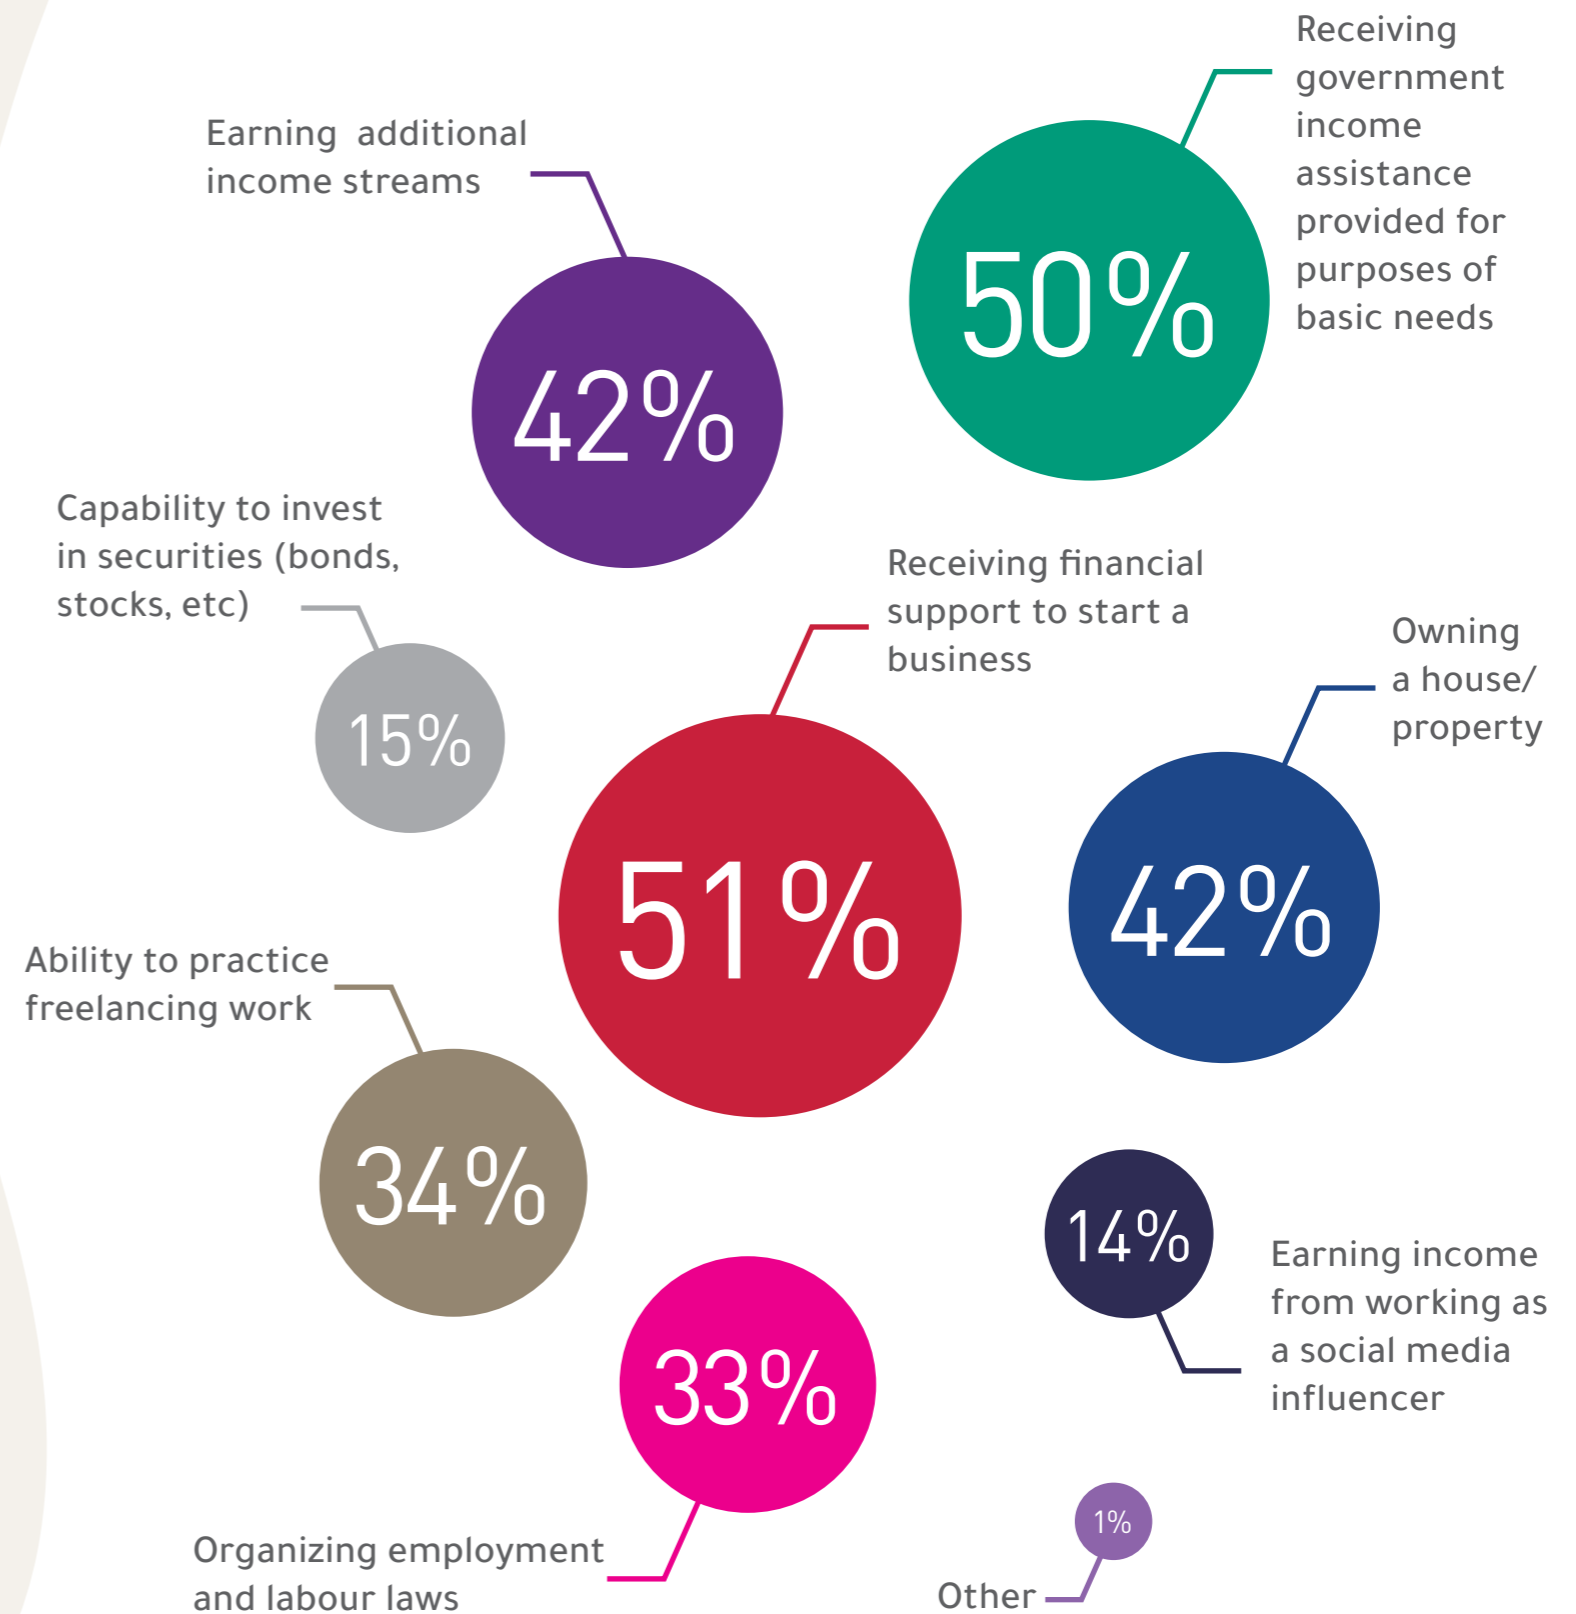 Receiving
government
income
assistance
provided for
purposes of
basic needs
50%
Earning additional
income streams
42%
Capability to invest
in securities (bonds,
stocks, etc)
15%
Receiving financial
support to start a
business
51%
Owning
a house/
property
42%
Ability to practice
freelancing work
34%
14%
Earning income
from working as
a social media
influencer
33%
Organizing employment
and labour laws
1%
Other